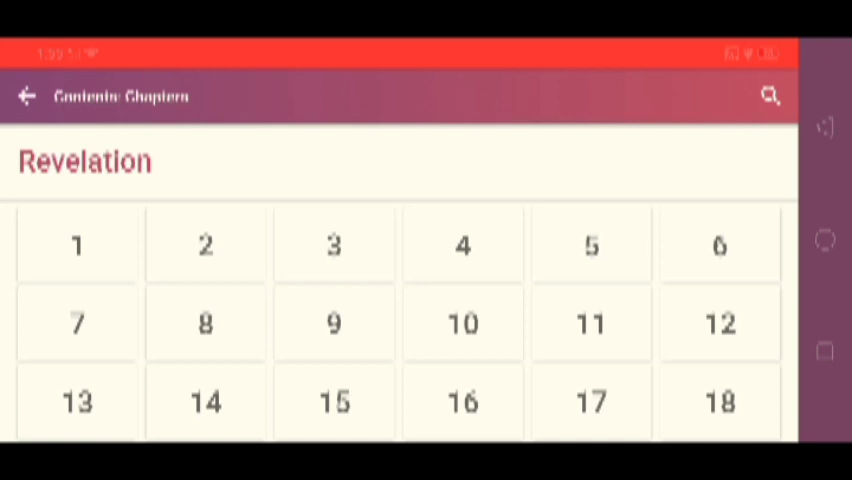 Contents: Chapters
Revelation
1 2 3 4 5 6
7 8 9 10 11 12
13 14 15 16 17 18